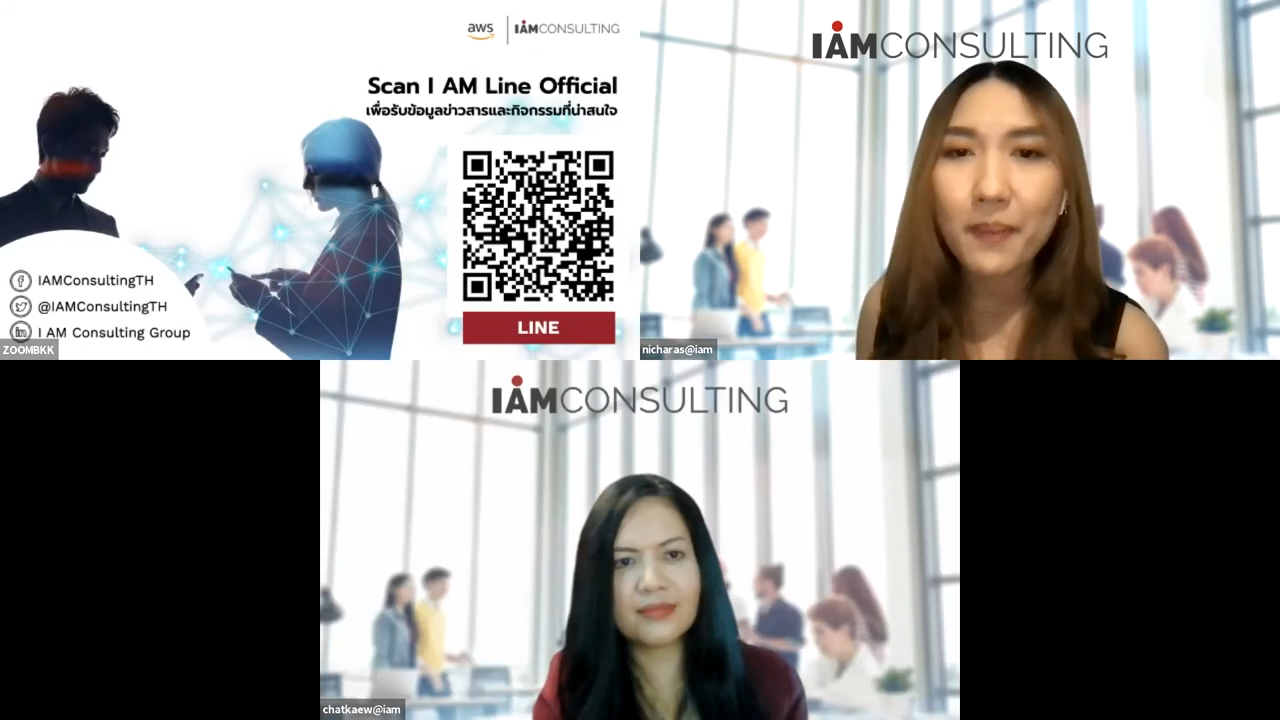 aws
IAMCONSULTING
Scan I AM Line Official
เพื่อรับข้อมูลข่าวสารและกิจกรรมที่น่าสนใจ
IAMConsultingTH
@IAMConsultingTH
I AM Consulting Group
LINE
ZOOMBKK
IAMCONSULTING
nicharas@iam
IAMCONSULTING
chatkaew@iam